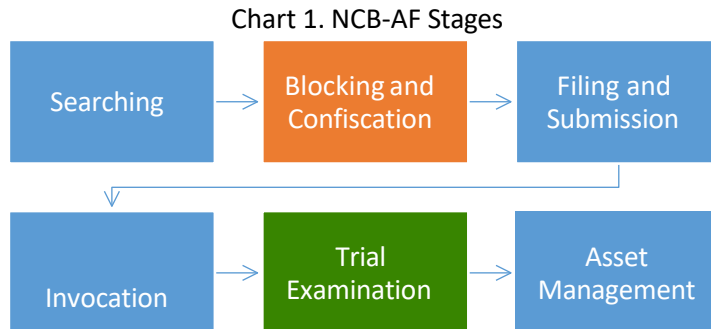 Chart 1. NCB-AF Stages
Searching
Blocking and
Confiscation
Filing and
Submission
Invocation
Trial
Examination
Asset
Management